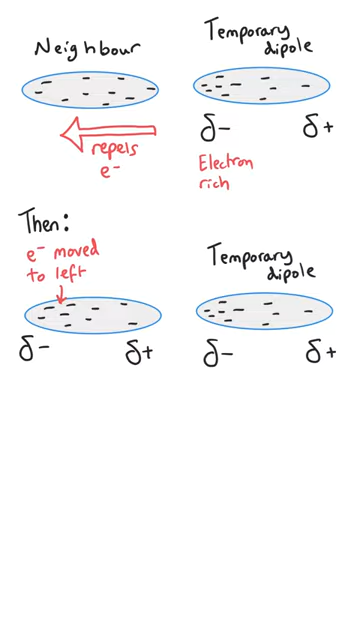 Neighbour
Temporary
dipole
repels
e-
δ-
δ+
Electron
rich
Then:
e- moved
to left
Temporary
dipole
δ-
δ+
δ-
δ+